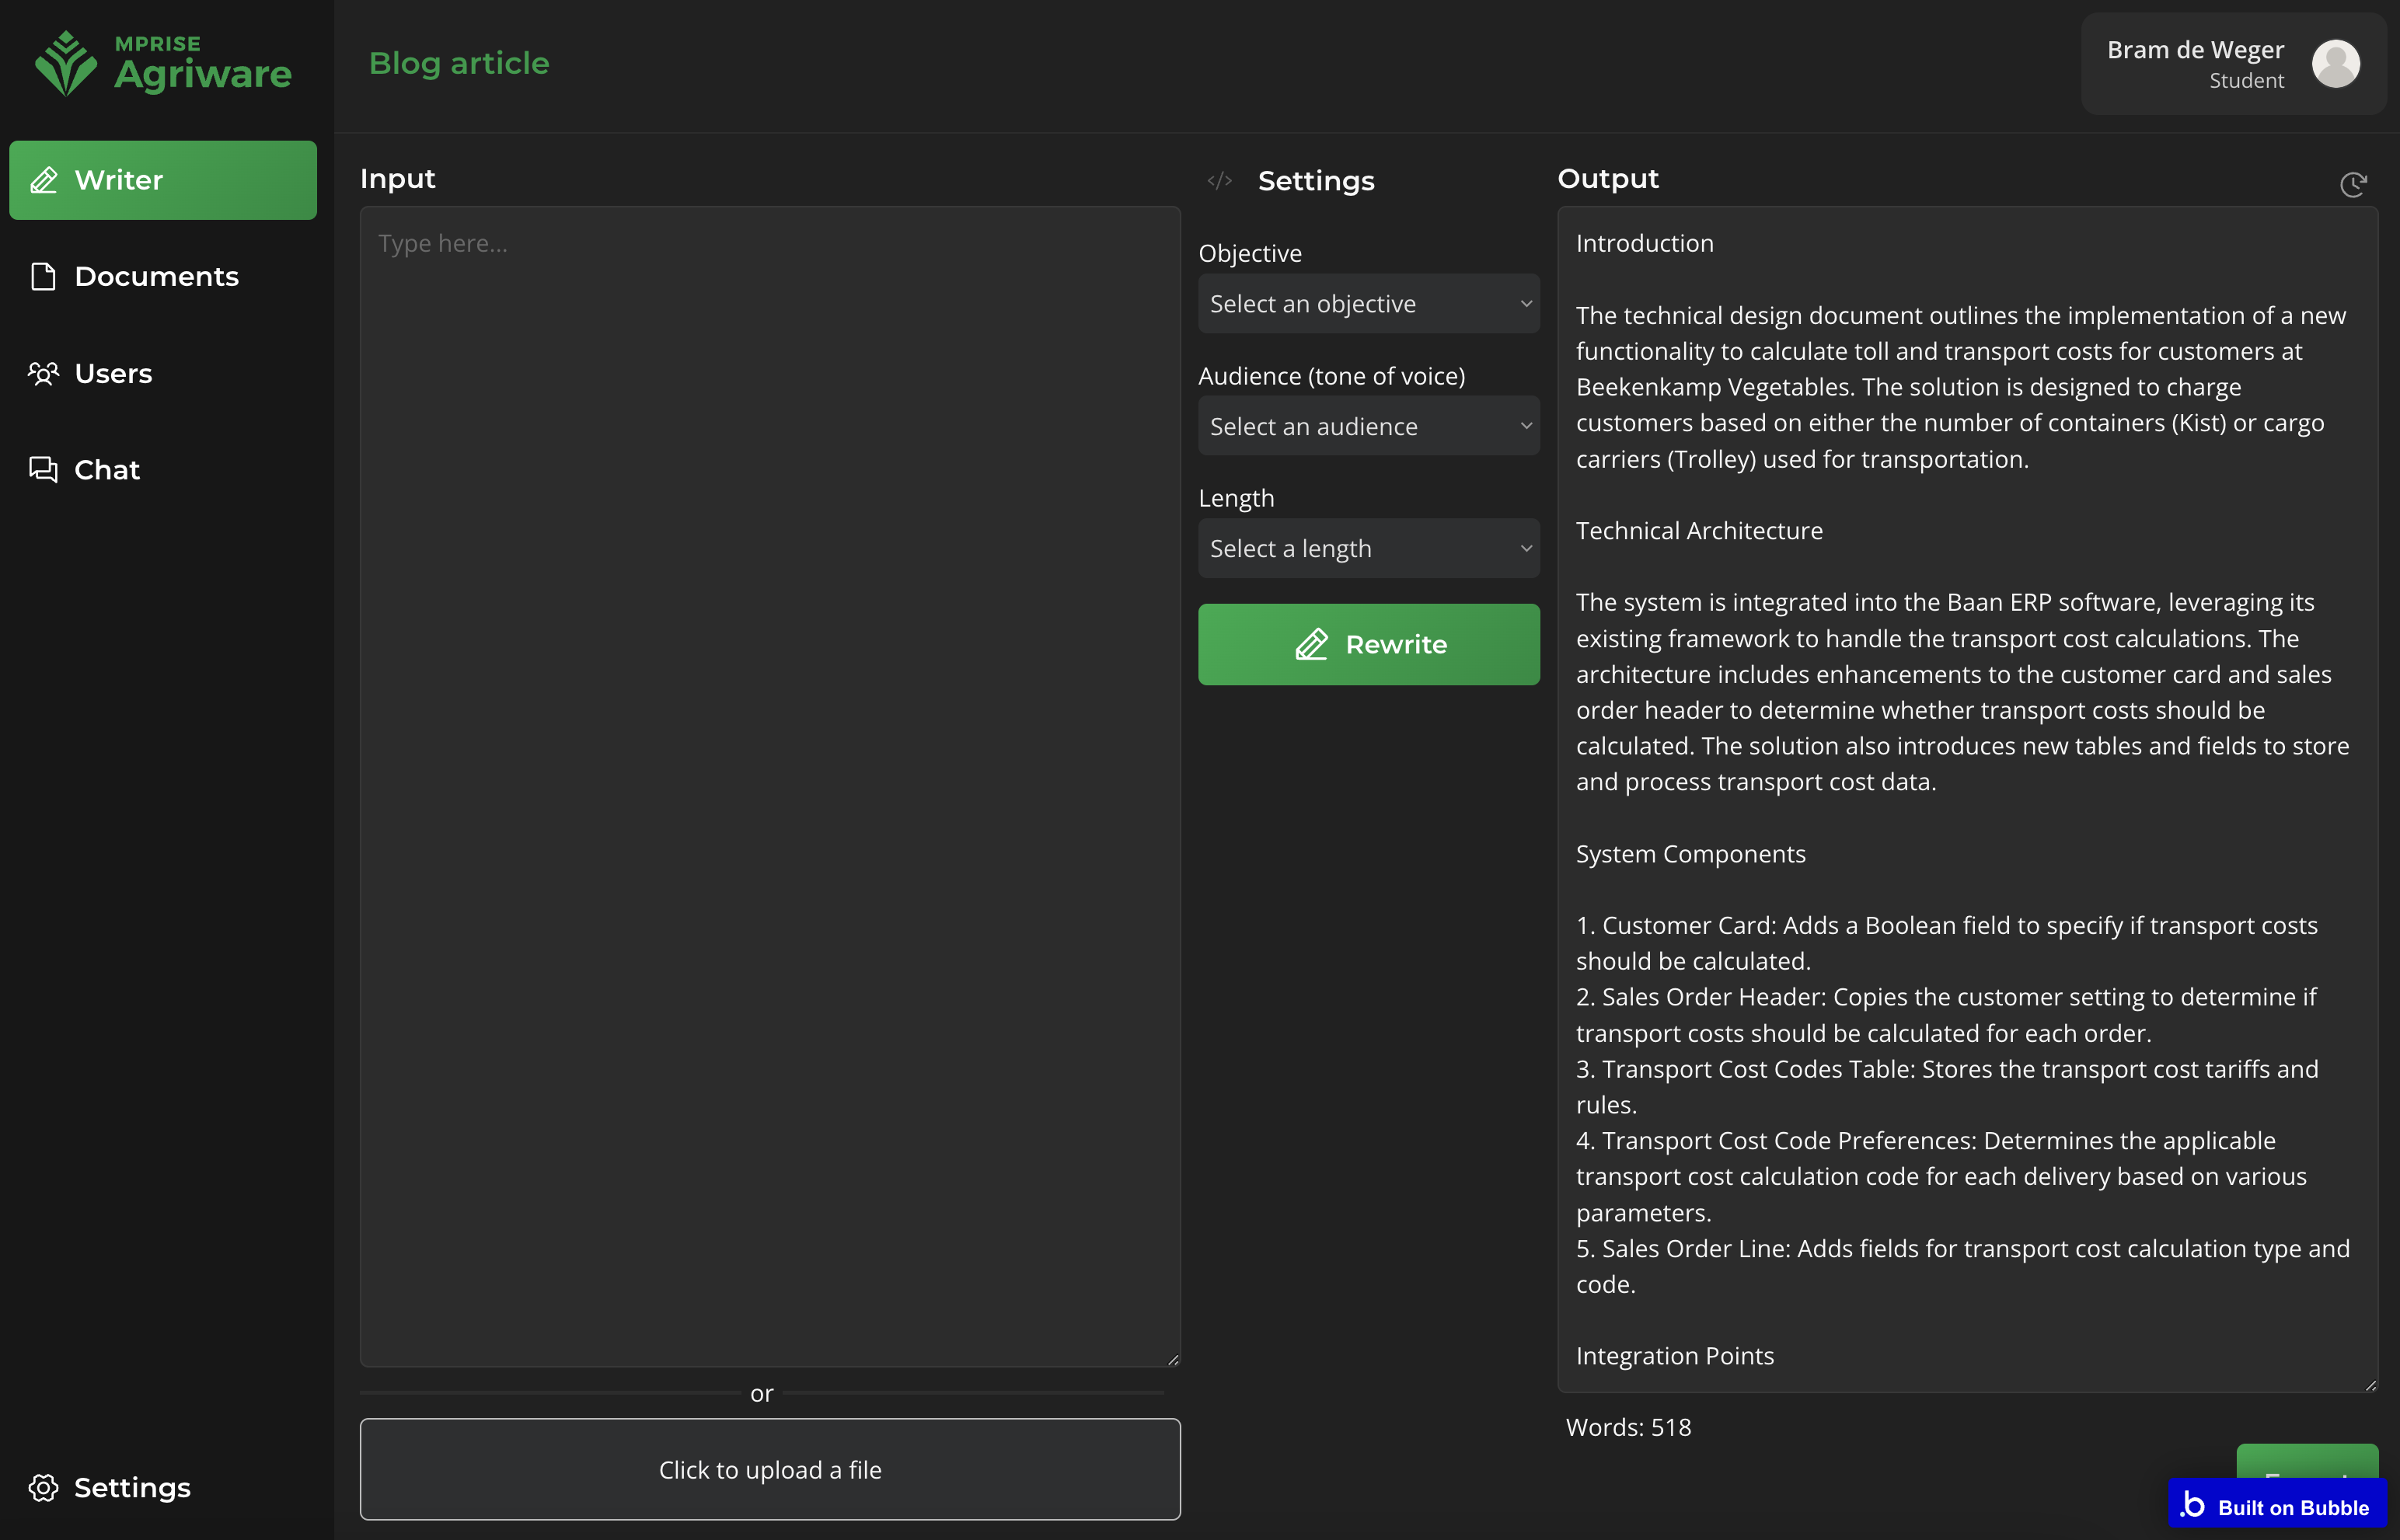 MPRISE
Agriware
Writer
Documents
Users
Chat
Settings
Blog article
Bram de Weger
Student
Input
Type here...
or
Click to upload a file
</> Settings
Objective
Select an objective
Audience (tone of voice)
Select an audience
Length
Select a length
Rewrite
Output
Introduction
The technical design document outlines the implementation of a new
functionality to calculate toll and transport costs for customers at
Beekenkamp Vegetables. The solution is designed to charge
customers based on either the number of containers (Kist) or cargo
carriers (Trolley) used for transportation.
Technical Architecture
The system is integrated into the Baan ERP software, leveraging its
existing framework to handle the transport cost calculations. The
architecture includes enhancements to the customer card and sales
order header to determine whether transport costs should be
calculated. The solution also introduces new tables and fields to store
and process transport cost data.
System Components
1. Customer Card: Adds a Boolean field to specify if transport costs
should be calculated.
2. Sales Order Header: Copies the customer setting to determine if
transport costs should be calculated for each order.
3. Transport Cost Codes Table: Stores the transport cost tariffs and
rules.
4. Transport Cost Code Preferences: Determines the applicable
transport cost calculation code for each delivery based on various
parameters.
5. Sales Order Line: Adds fields for transport cost calculation type and
code.
Integration Points
Words: 518
.b Built on Bubble